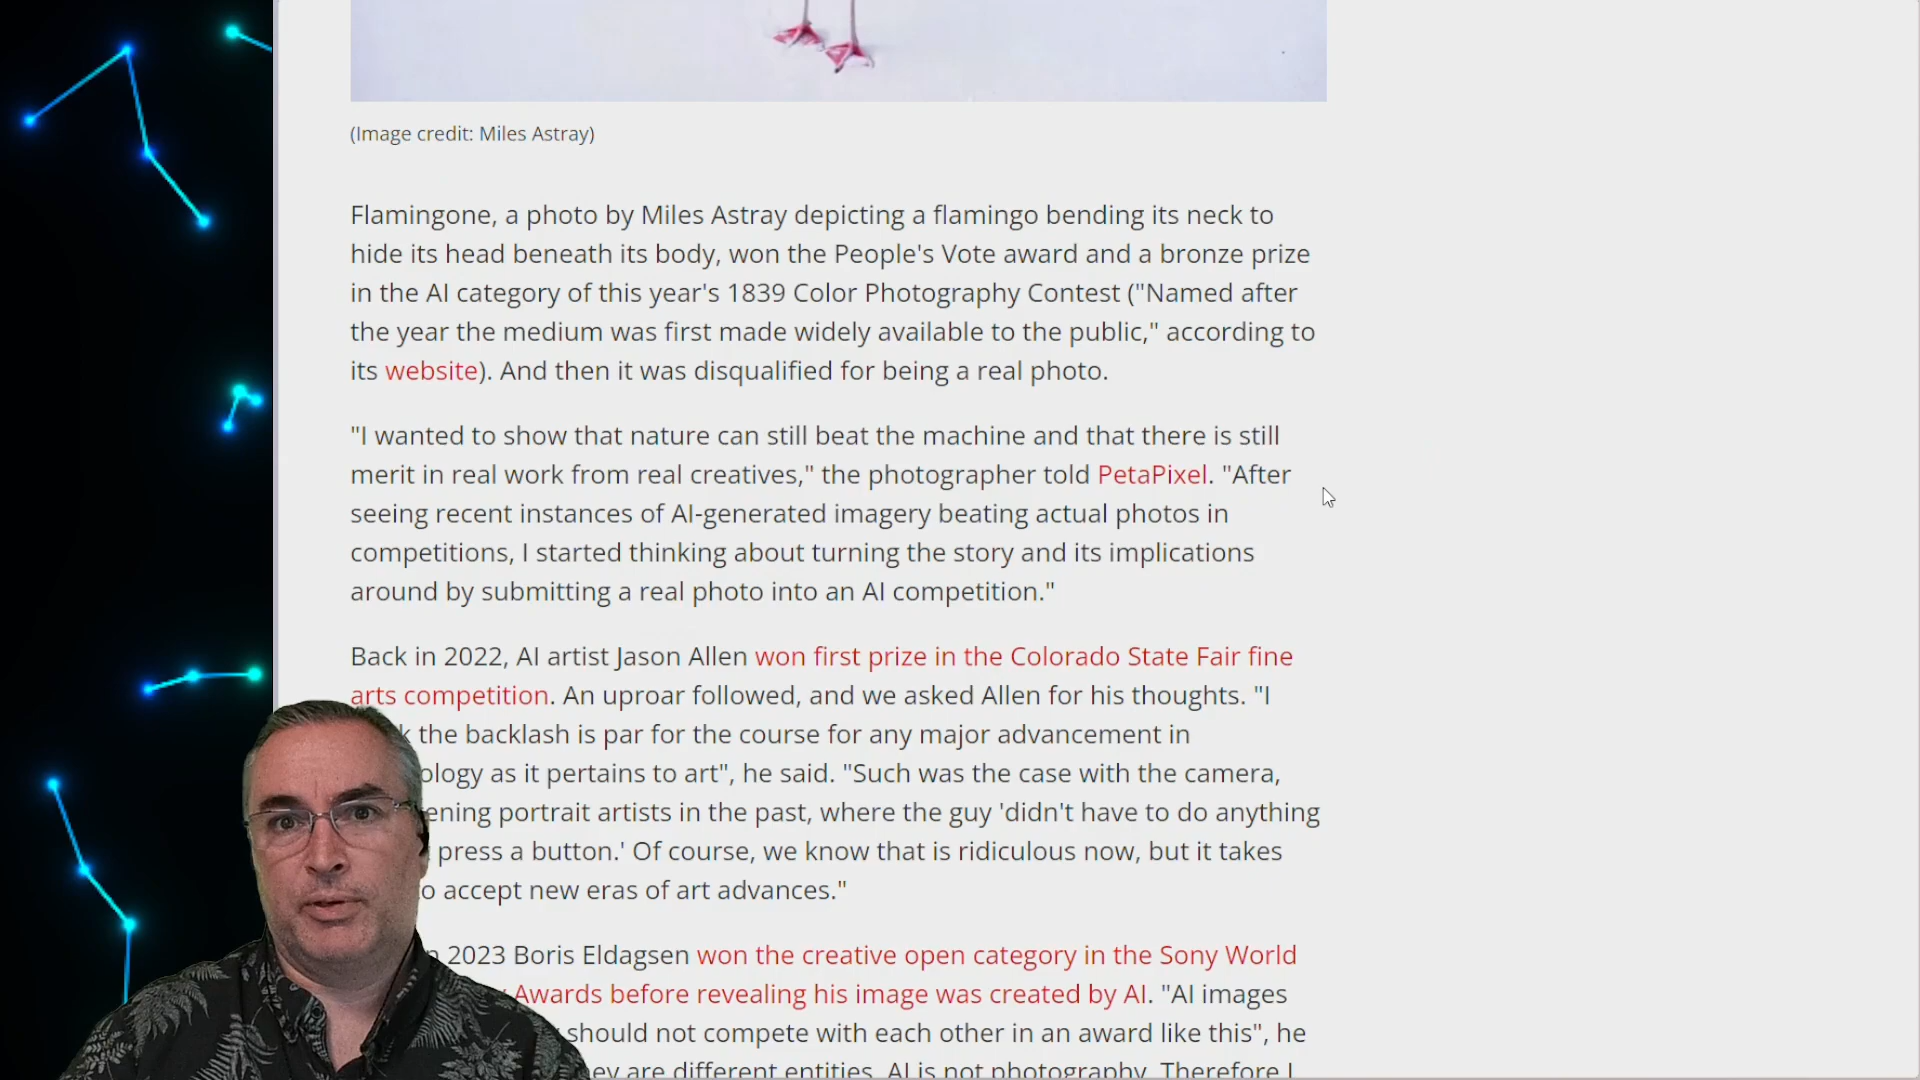 (Image credit: Miles Astray)
Flamingone, a photo by Miles Astray depicting a flamingo bending its neck to
hide its head beneath its body, won the People's Vote award and a bronze prize
in the AI category of this year's 1839 Color Photography Contest ("Named after
the year the medium was first made widely available to the public," according to
its website). And then it was disqualified for being a real photo.
"I wanted to show that nature can still beat the machine and that there is still
merit in real work from real creatives," the photographer told PetaPixel. "After
seeing recent instances of AI-generated imagery beating actual photos in
competitions, I started thinking about turning the story and its implications
around by submitting a real photo into an AI competition."
Back in 2022, AI artist Jason Allen won first prize in the Colorado State Fair fine
arts competition. An uproar followed, and we asked Allen for his thoughts. "I
the backlash is par for the course for any major advancement in
ology as it pertains to art", he said. "Such was the case with the camera,
ening portrait artists in the past, where the guy 'didn't have to do anything
press a button.' Of course, we know that is ridiculous now, but it takes
o accept new eras of art advances."
2023 Boris Eldagsen won the creative open category in the Sony World
Awards before revealing his image was created by AI. "AI images
should not compete with each other in an award like this", he
ey are different entities. AI is not photography. Therefore I